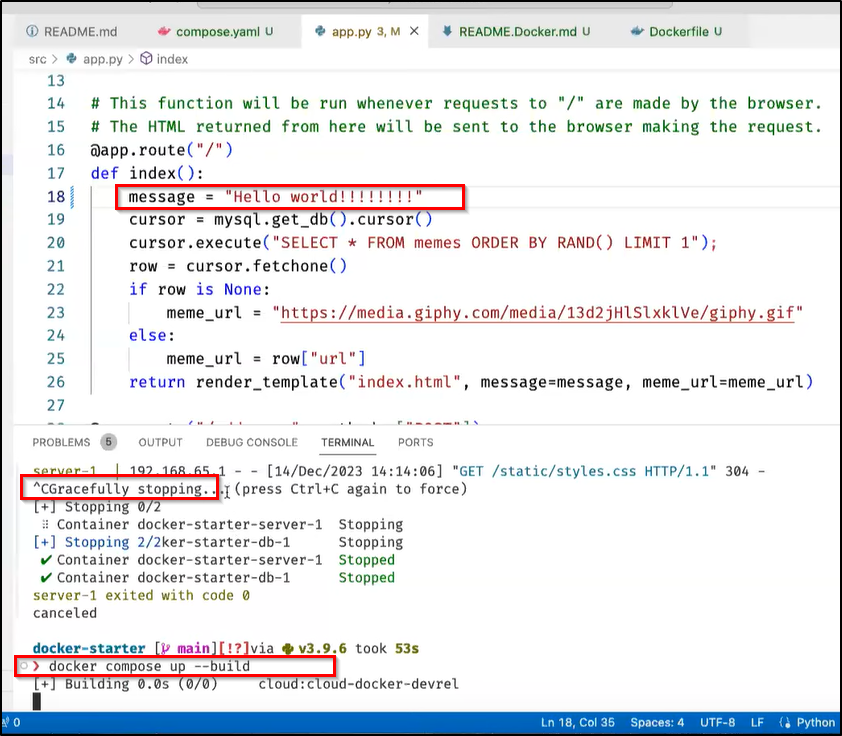 README.md compose.yaml U app.py 3, M README.Docker.md U Dockerfile U
src > app.py > index
13
14 # This function will be run whenever requests to "/" are made by the browser.
15 # The HTML returned from here will be sent to the browser making the request.
16 @app.route("/")
17 def index():
18 message = "Hello world!!!!!!!!"
19 cursor = mysql.get_db().cursor()
20 cursor.execute("SELECT * FROM memes ORDER BY RAND() LIMIT 1");
21 row = cursor.fetchone()
22 if row is None:
23 meme_url = "https://media.giphy.com/media/13d2jHlSlxklVe/giphy.gif"
24 else:
25 meme_url = row["url"]
26 return render_template("index.html", message=message, meme_url=meme_url)
27
PROBLEMS 5 OUTPUT DEBUG CONSOLE TERMINAL PORTS
server-1 | 192.168.65.1 - - [14/Dec/2023 14:14:06] "GET /static/styles.css HTTP/1.1" 304 -
^CGracefully stopping... (press Ctrl+C again to force)
[+] Stopping 0/2
⠿ Container docker-starter-server-1 Stopping
[+] Stopping 2/2ker-starter-db-1 Stopping
✔ Container docker-starter-server-1 Stopped
✔ Container docker-starter-db-1 Stopped
server-1 exited with code 0
canceled
docker-starter [main][!?]via v3.9.6 took 53s
❯ docker compose up --build
[+] Building 0.0s (0/0) cloud:cloud-docker-devrel
0 Ln 18, Col 35 Spaces: 4 UTF-8 LF Python